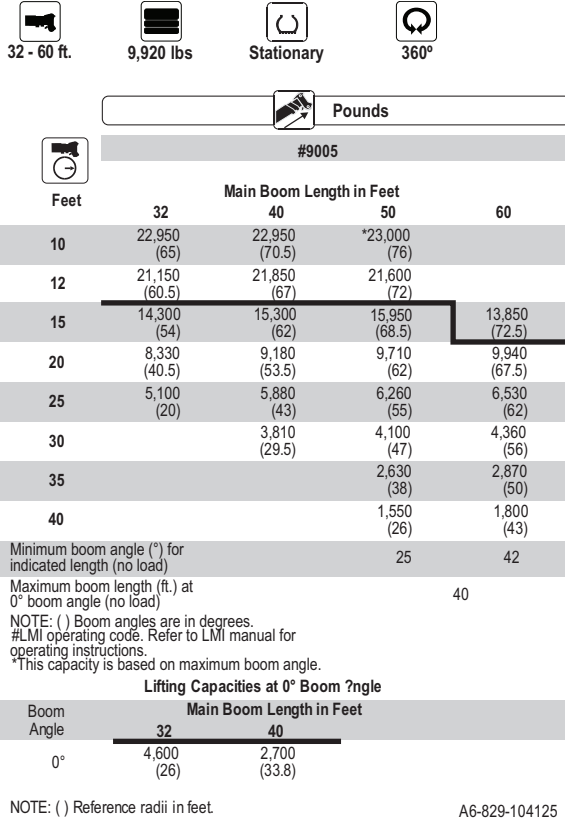 32 - 60 ft. 9,920 lbs Stationary 360º
Pounds
#9005
Feet
Main Boom Length in Feet
32 40 50 60
10 22,950 22,950 *23,000
(65) (70.5) (76)
12 21,150 21,850 21,600
(60.5) (67) (72)
15 14,300 15,300 15,950 13,850
(54) (62) (68.5) (72.5)
20 8,330 9,180 9,710 9,940
(40.5) (53.5) (62) (67.5)
25 5,100 5,880 6,260 6,530
(20) (43) (55) (62)
30 3,810 4,100 4,360
(29.5) (47) (56)
35 2,630 2,870
(38) (50)
40 1,550 1,800
(26) (43)
Minimum boom angle (°) for
indicated length (no load) 25 42
Maximum boom length (ft.) at
0° boom angle (no load) 40
NOTE: ( ) Boom angles are in degrees.
#LMI operating code. Refer to LMI manual for
operating instructions.
*This capacity is based on maximum boom angle.
Lifting Capacities at 0° Boom ?ngle
Boom Main Boom Length in Feet
Angle 32 40
0° 4,600 2,700
(26) (33.8)
NOTE: ( ) Reference radii in feet.
A6-829-104125